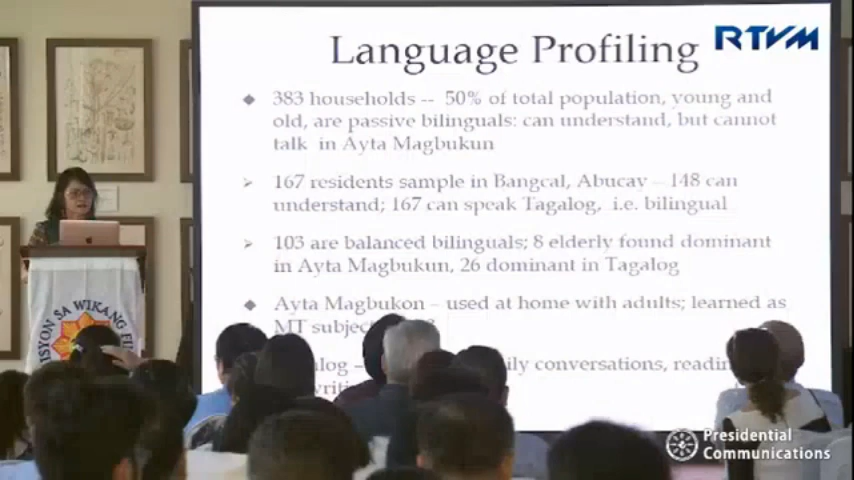 Language Profiling
RTVM
383 households -- 50% of total population, young and
old, are passive bilinguals: can understand, but cannot
talk in Ayta Magbukun
167 residents sample in Bangcal, Abucay – 148 can
understand; 167 can speak Tagalog, i.e. bilingual
103 are balanced bilinguals; 8 elderly found dominant
in Ayta Magbukun, 26 dominant in Tagalog
Ayta Magbukon – used at home with adults; learned as
MT subject
conversations, readin
SA WIKANG
Presidential
Communications